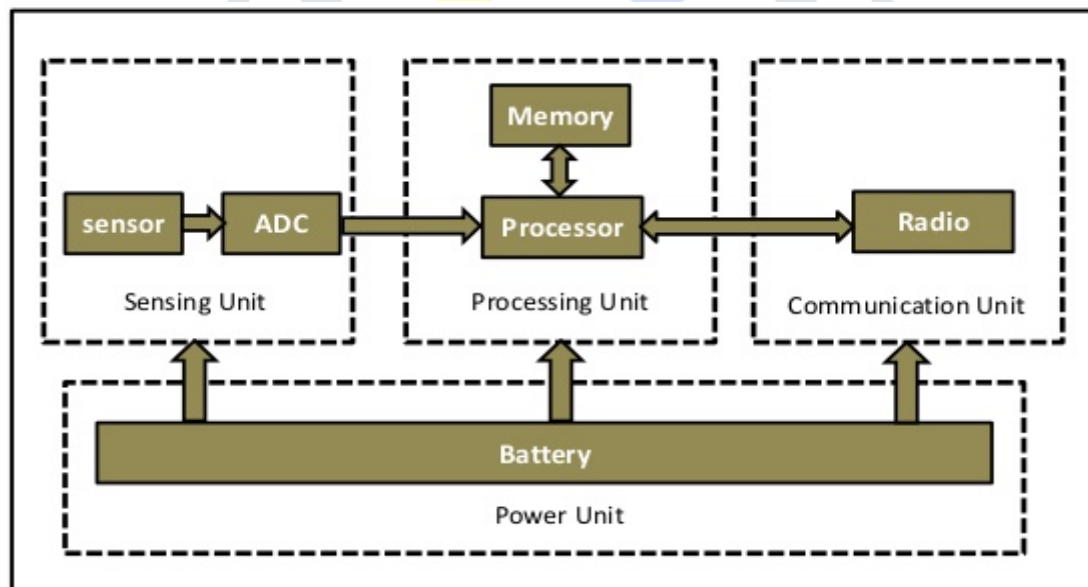 Memory
sensor
ADC
Processor
Radio
Sensing Unit
Processing Unit
Communication Unit
Battery
Power Unit